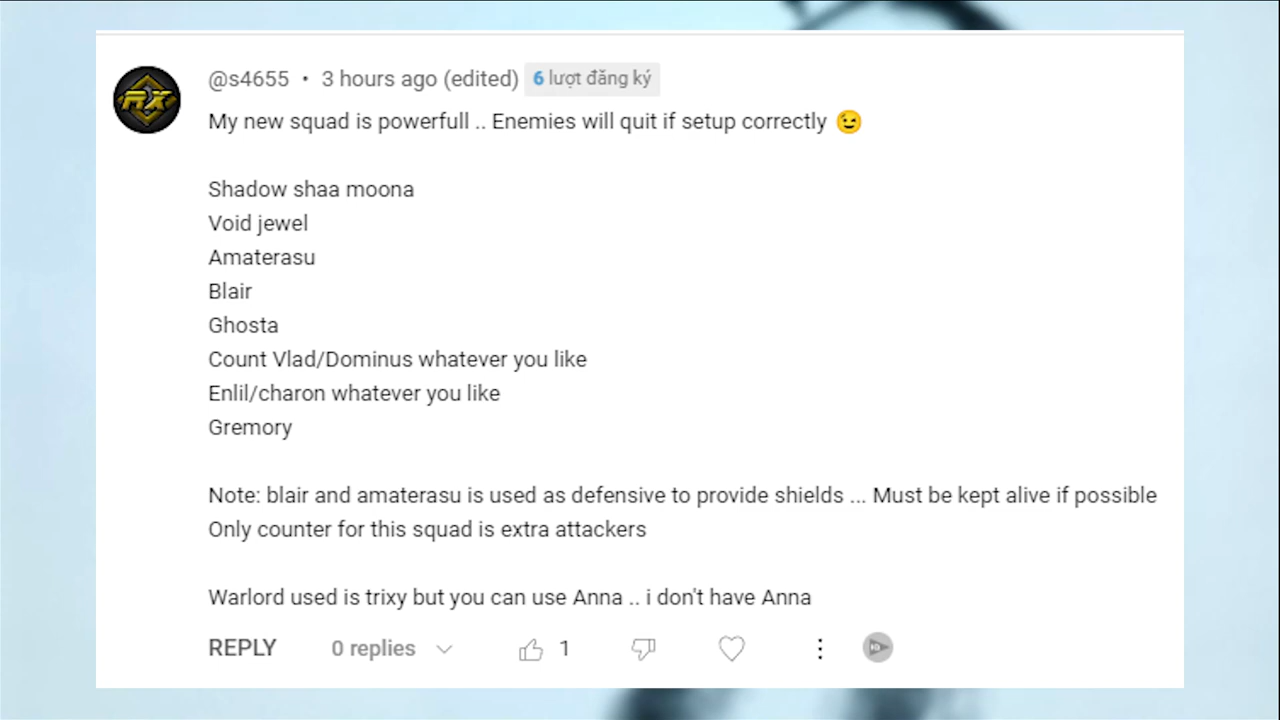 @s4655 • 3 hours ago (edited) 6 lượt đăng ký
My new squad is powerfull .. Enemies will quit if setup correctly 😉
Shadow shaa moona
Void jewel
Amaterasu
Blair
Ghosta
Count Vlad/Dominus whatever you like
Enlil/charon whatever you like
Gremory
Note: blair and amaterasu is used as defensive to provide shields ... Must be kept alive if possible
Only counter for this squad is extra attackers
Warlord used is trixy but you can use Anna .. i don't have Anna
REPLY 0 replies 1